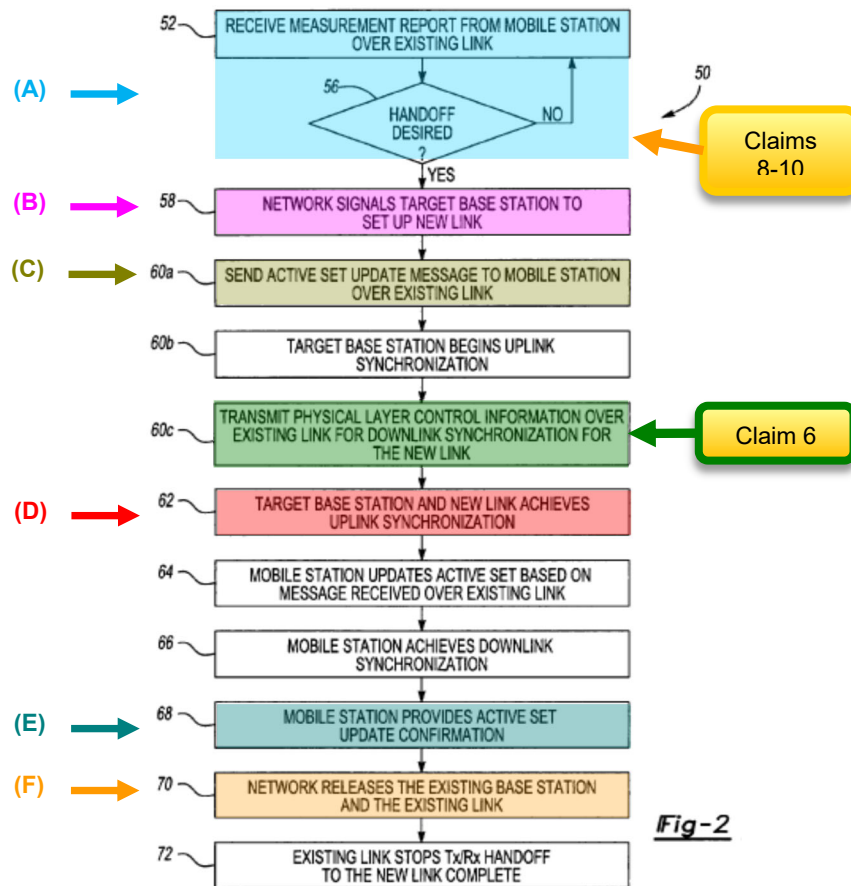 52
RECEIVE MEASUREMENT REPORT FROM MOBILE STATION
OVER EXISTING LINK
(A)
56
HANDOFF
DESIRED
?
NO
YES
50
Claims
8-10
(B)
58
NETWORK SIGNALS TARGET BASE STATION TO
SET UP NEW LINK
(C)
60a
SEND ACTIVE SET UPDATE MESSAGE TO MOBILE STATION
OVER EXISTING LINK
60b
TARGET BASE STATION BEGINS UPLINK
SYNCHRONIZATION
60c
TRANSMIT PHYSICAL LAYER CONTROL INFORMATION OVER
EXISTING LINK FOR DOWNLINK SYNCHRONIZATION FOR
THE NEW LINK
Claim 6
(D)
62
TARGET BASE STATION AND NEW LINK ACHIEVES
UPLINK SYNCHRONIZATION
64
MOBILE STATION UPDATES ACTIVE SET BASED ON
MESSAGE RECEIVED OVER EXISTING LINK
66
MOBILE STATION ACHIEVES DOWNLINK
SYNCHRONIZATION
(E)
68
MOBILE STATION PROVIDES ACTIVE SET
UPDATE CONFIRMATION
(F)
70
NETWORK RELEASES THE EXISTING BASE STATION
AND THE EXISTING LINK
Fig-2
72
EXISTING LINK STOPS Tx/Rx HANDOFF
TO THE NEW LINK COMPLETE